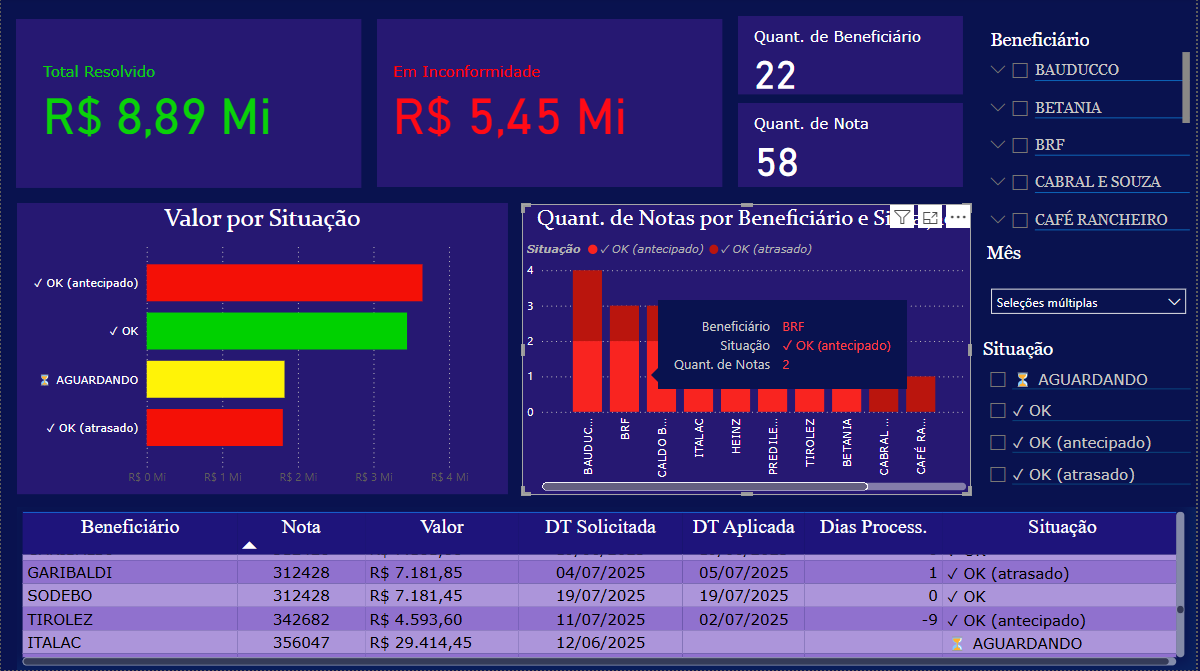 Total Resolvido
R$ 8,89 Mi
Em Inconformidade
R$ 5,45 Mi
Quant. de Beneficiário
22
Quant. de Nota
58
Beneficiário
BAUDUCCO
BETANIA
BRF
CABRAL E SOUZA
CAFÉ RANCHEIRO
Mês
Seleções múltiplas
Situação
⏳ AGUARDANDO
✓ OK
✓ OK (antecipado)
✓ OK (atrasado)
Valor por Situação
✓ OK (antecipado)
✓ OK
⏳ AGUARDANDO
✓ OK (atrasado)
R$ 0 Mi R$ 1 Mi R$ 2 Mi R$ 3 Mi R$ 4 Mi
Quant. de Notas por Beneficiário e
Situação ✓ OK (antecipado) ✓ OK (atrasado)
4
3
2
1
0
Beneficiário BRF
Situação ✓ OK (antecipado)
Quant. de Notas 2
BAUDUC...
BRF
CALDO B...
ITALAC
HEINZ
PREDILE...
TIROLEZ
BETANIA
CABRAL ...
CAFÉ RA...
Beneficiário Nota Valor DT Solicitada DT Aplicada Dias Process. Situação
GARIBALDI 312428 R$ 7.181,85 04/07/2025 05/07/2025 1 ✓ OK (atrasado)
SODEBO 312428 R$ 7.181,45 19/07/2025 19/07/2025 0 ✓ OK
TIROLEZ 342682 R$ 4.593,60 11/07/2025 02/07/2025 -9 ✓ OK (antecipado)
ITALAC 356047 R$ 29.414,45 12/06/2025 ⏳ AGUARDANDO